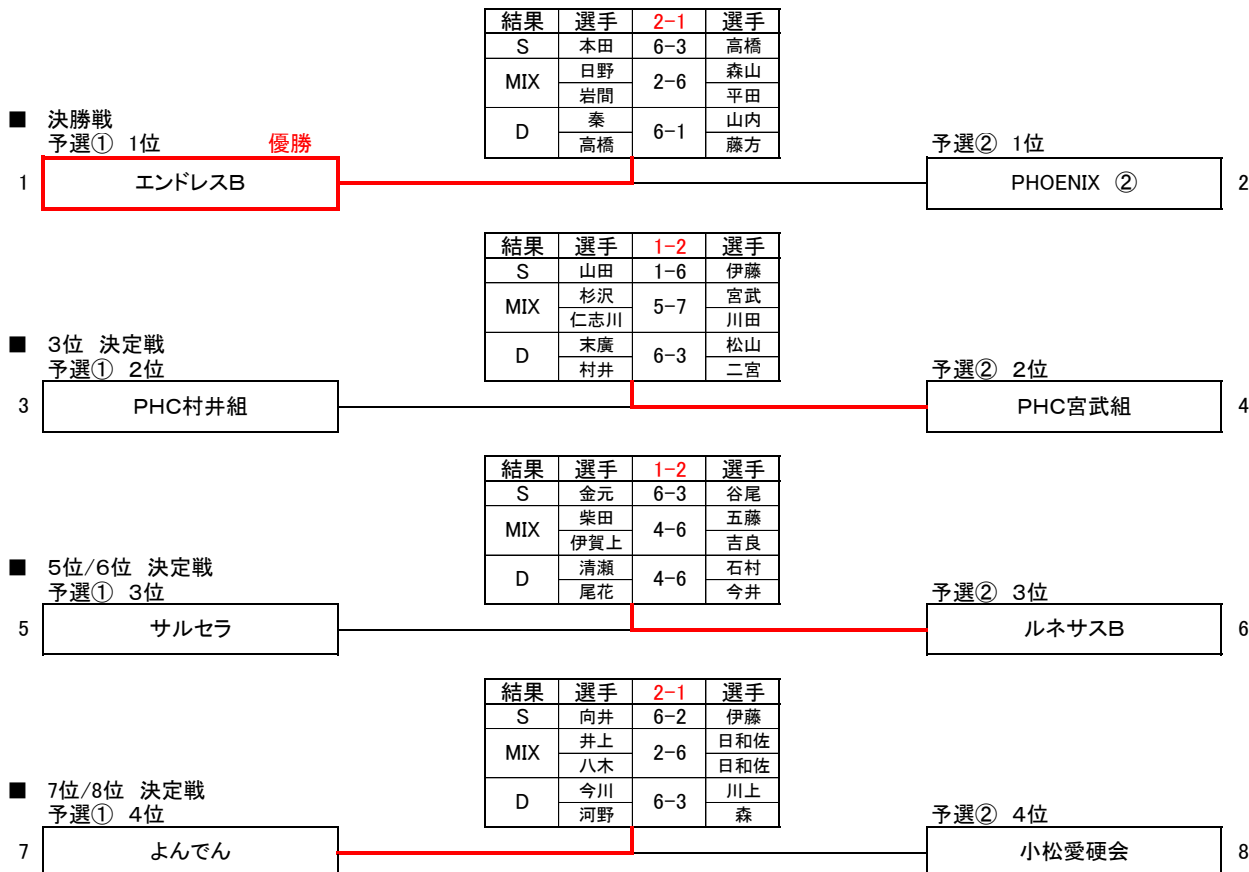 結果 選手 2-1 選手
S 本田 6-3 高橋
MIX 日野 2-6 森山
岩間 平田
D 秦 6-1 山内
高橋 藤方
■ 決勝戦
予選① 1位 優勝 予選② 1位
1 エンドレスB PHOENIX ② 2
結果 選手 1-2 選手
S 山田 1-6 伊藤
MIX 杉沢 5-7 宮武
仁志川 川田
D 末廣 6-3 松山
村井 二宮
■ 3位 決定戦
予選① 2位 予選② 2位
3 PHC村井組 PHC宮武組 4
結果 選手 1-2 選手
S 金元 6-3 谷尾
MIX 柴田 4-6 五藤
伊賀上 吉良
D 清瀬 4-6 石村
尾花 今井
■ 5位/6位 決定戦
予選① 3位 予選② 3位
5 サルセラ ルネサスB 6
結果 選手 2-1 選手
S 向井 6-2 伊藤
MIX 井上 2-6 日和佐
八木 日和佐
D 今川 6-3 川上
河野 森
■ 7位/8位 決定戦
予選① 4位 予選② 4位
7 よんでん 小松愛硬会 8